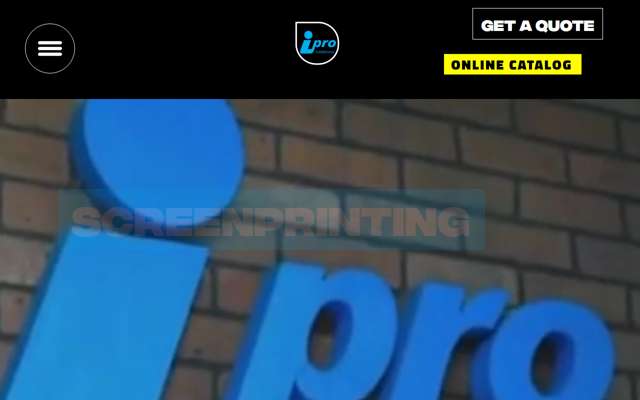 ipro
GET A QUOTE
ONLINE CATALOG
SCREENPRINTING
ipro